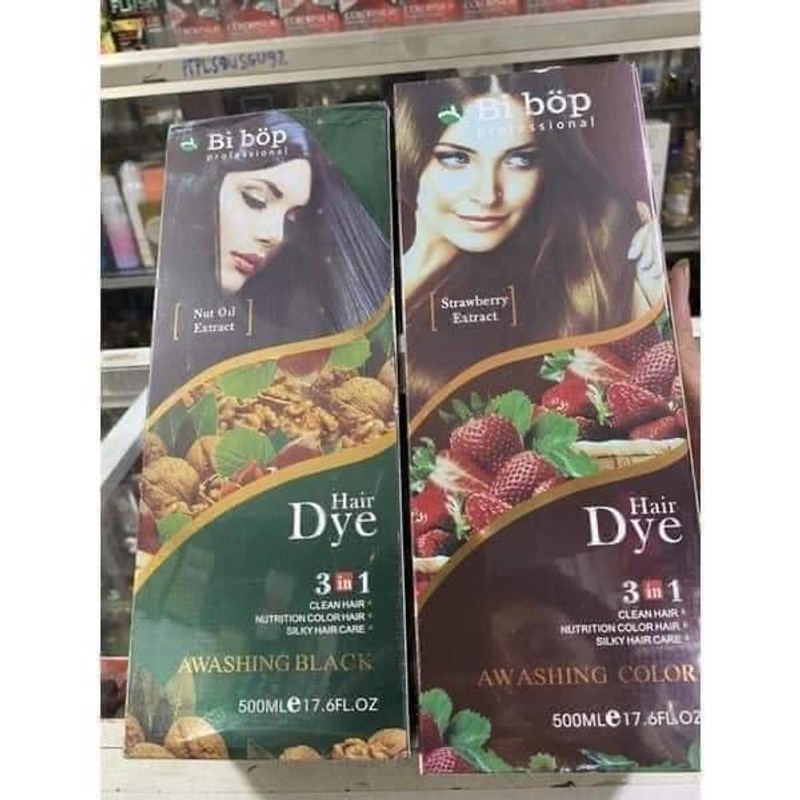 Bi böp
professional
Nut Oil
Extract
Hair
Dye
3 in 1
CLEAN HAIR
NUTRITION COLOR HAIR
SILKY HAIR CARE
AWASHING BLACK
500ML e 17.6FL.OZ
Bi böp
professional
Strawberry
Extract
Hair
Dye
3 in 1
CLEAN HAIR
NUTRITION COLOR HAIR
SILKY HAIR CARE
AWASHING COLOR
500ML e 17.6FL.OZ